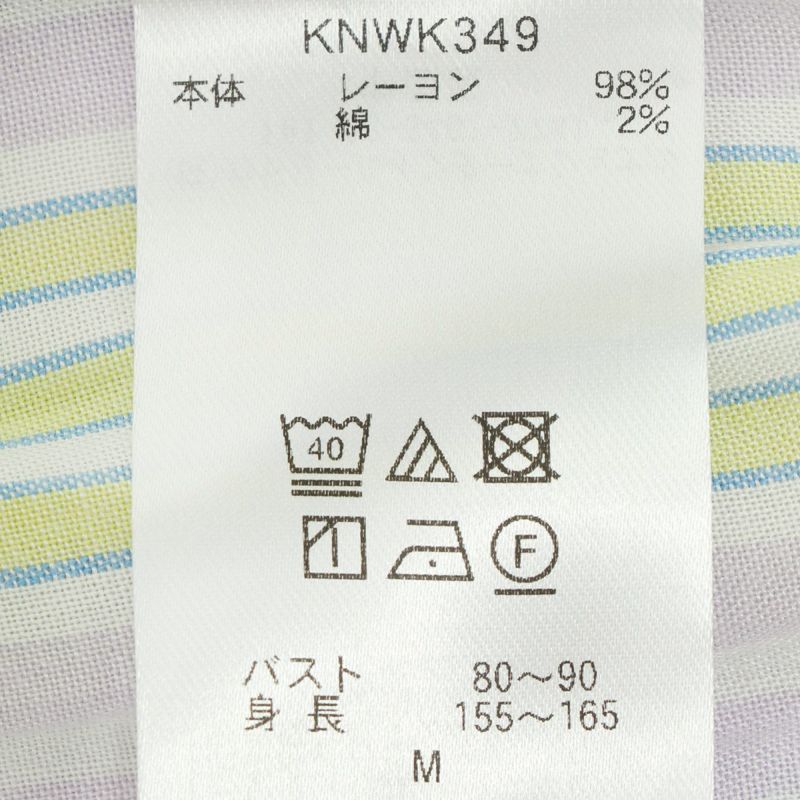 KNWK349
本体 レーヨン 98%
綿 2%
40
F
バスト 80〜90
身長 155〜165
M